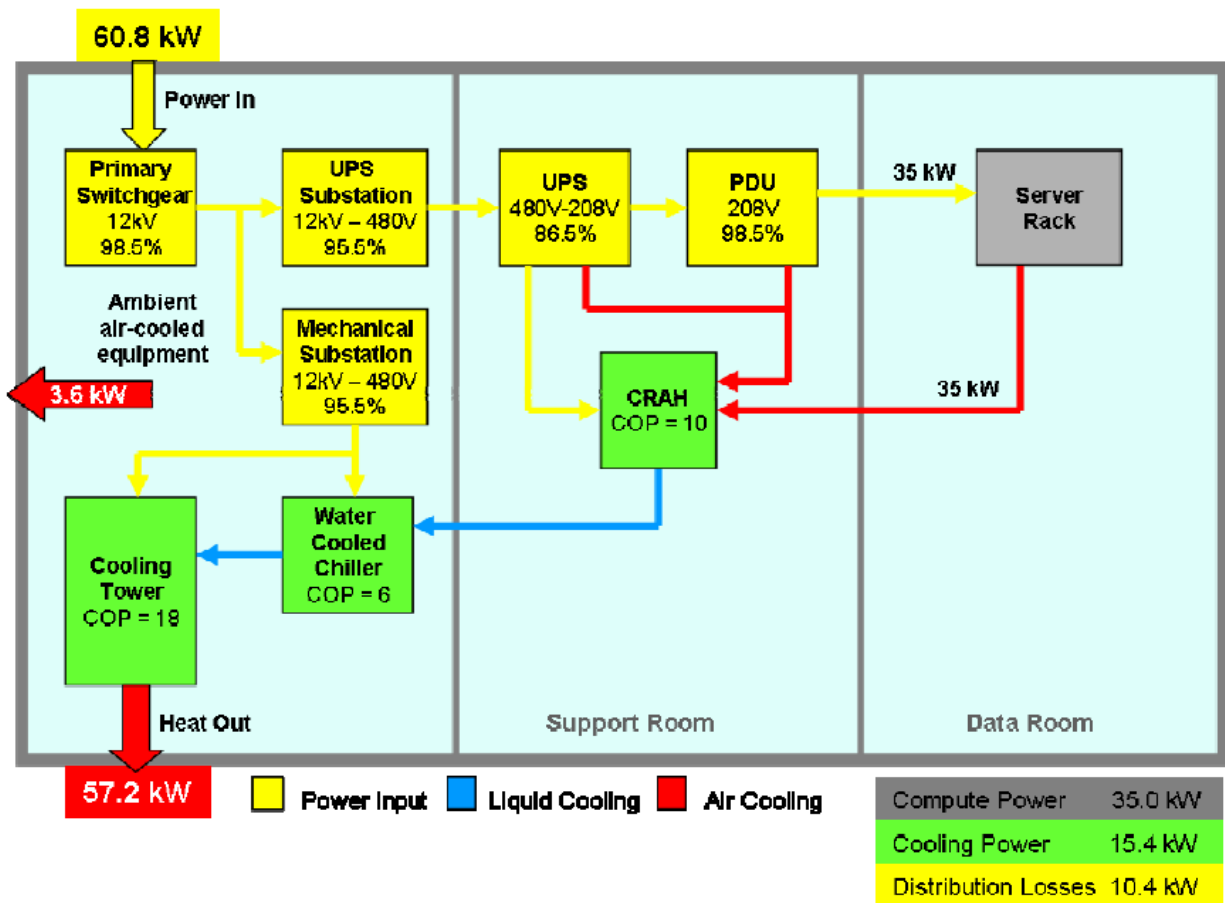 60.8 kW
Power In
Primary
Switchgear
12kV
98.5%
UPS
Substation
12kV – 480V
95.5%
UPS
480V-208V
86.5%
PDU
208V
98.5%
35 kW
Server
Rack
Ambient
air-cooled
equipment
3.6 kW
Mechanical
Substation
12kV – 480V
95.5%
CRAH
COP = 10
35 kW
Cooling
Tower
COP = 18
Water
Cooled
Chiller
COP = 6
Heat Out
Support Room
Data Room
57.2 kW
Power Input
Liquid Cooling
Air Cooling
Compute Power 35.0 kW
Cooling Power 15.4 kW
Distribution Losses 10.4 kW